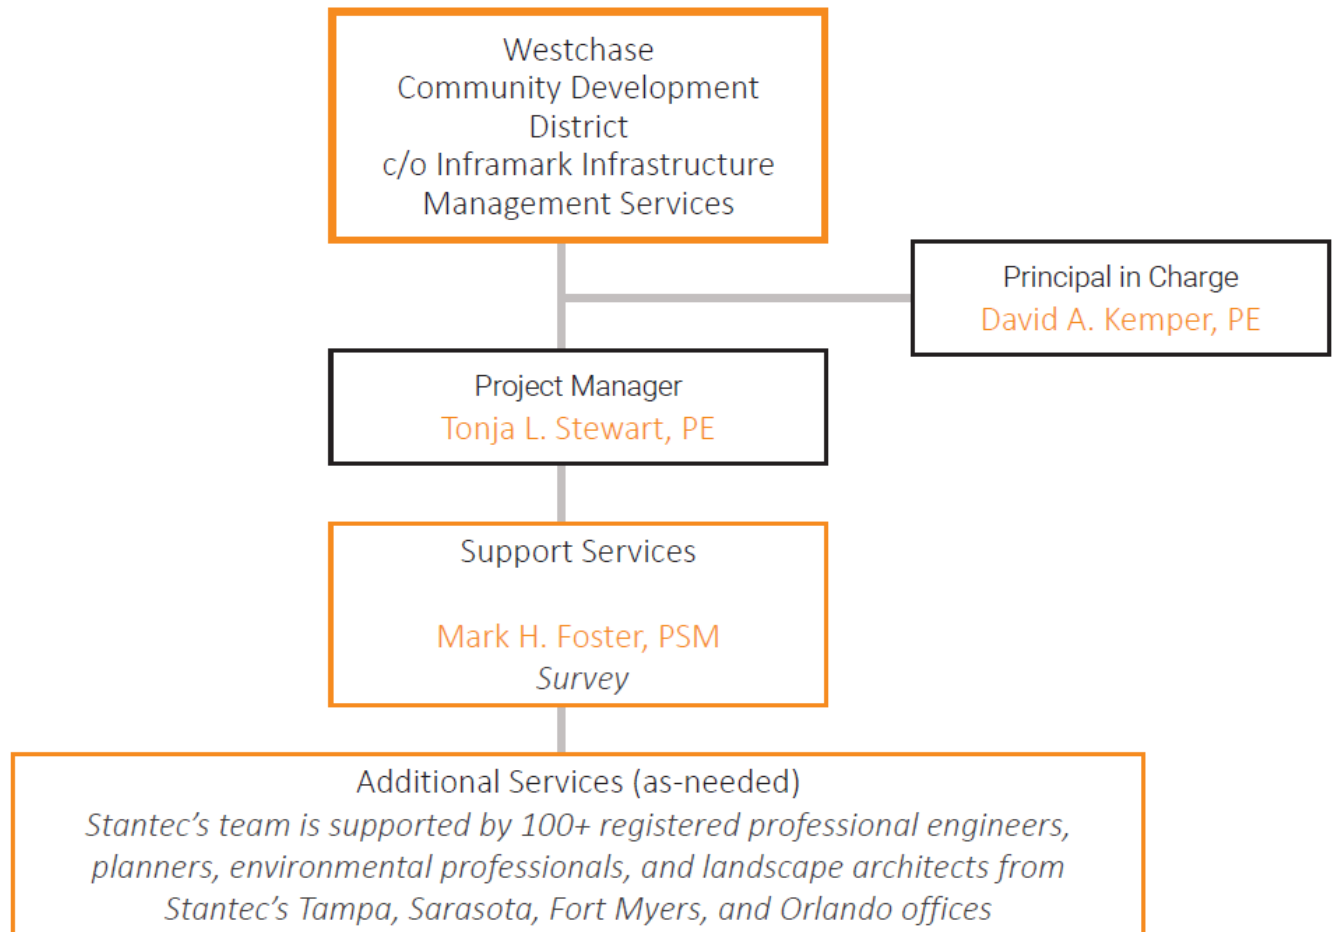 Westchase
Community Development
District
c/o Inframark Infrastructure
Management Services
Principal in Charge
David A. Kemper, PE
Project Manager
Tonja L. Stewart, PE
Support Services
Mark H. Foster, PSM
Survey
Additional Services (as-needed)
Stantec’s team is supported by 100+ registered professional engineers,
planners, environmental professionals, and landscape architects from
Stantec’s Tampa, Sarasota, Fort Myers, and Orlando offices